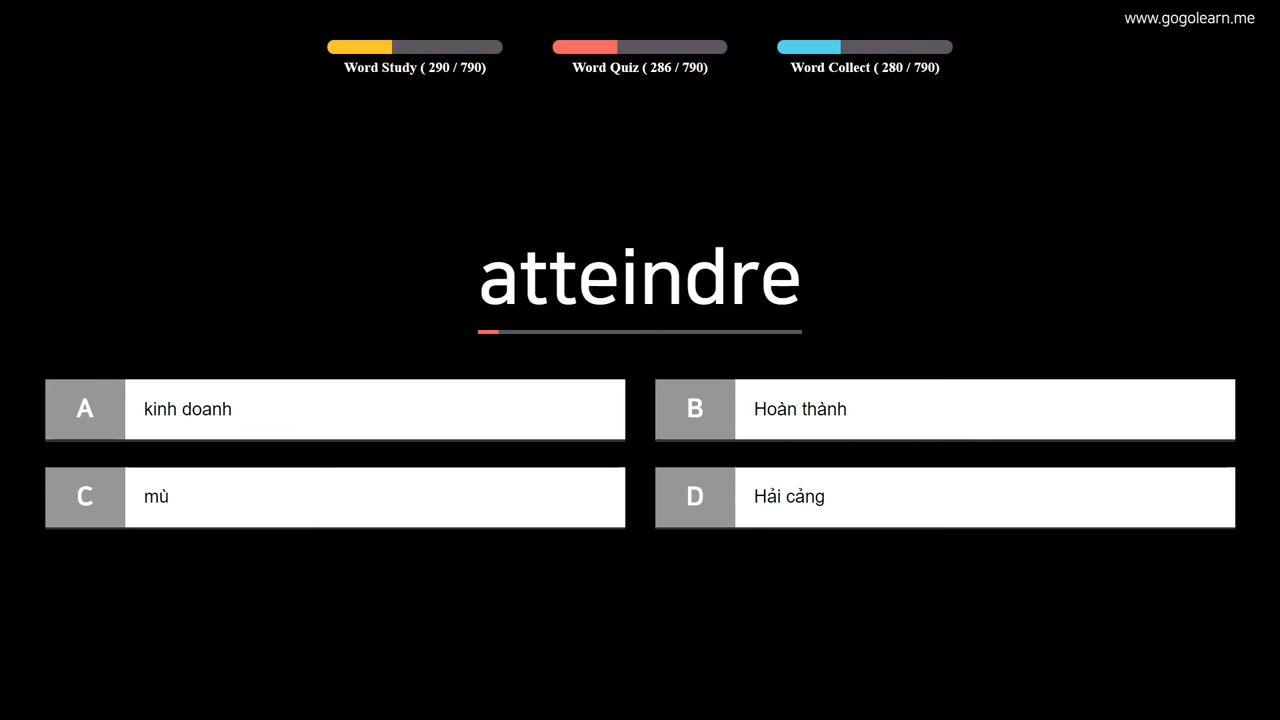 www.gogolearn.me
Word Study ( 290 / 790)
Word Quiz ( 286 / 790)
Word Collect ( 280 / 790)
atteindre
A kinh doanh
B Hoàn thành
C mù
D Hải cảng